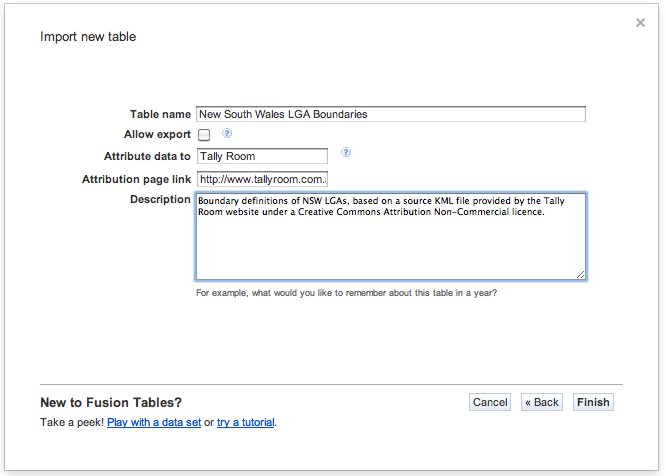 Import new table
Table name New South Wales LGA Boundaries
Allow export ?
Attribute data to Tally Room ?
Attribution page link http://www.tallyroom.com.
Description Boundary definitions of NSW LGAs, based on a source KML file provided by the Tally
Room website under a Creative Commons Attribution Non-Commercial licence.
For example, what would you like to remember about this table in a year?
New to Fusion Tables? Cancel « Back Finish
Take a peek! Play with a data set or try a tutorial.